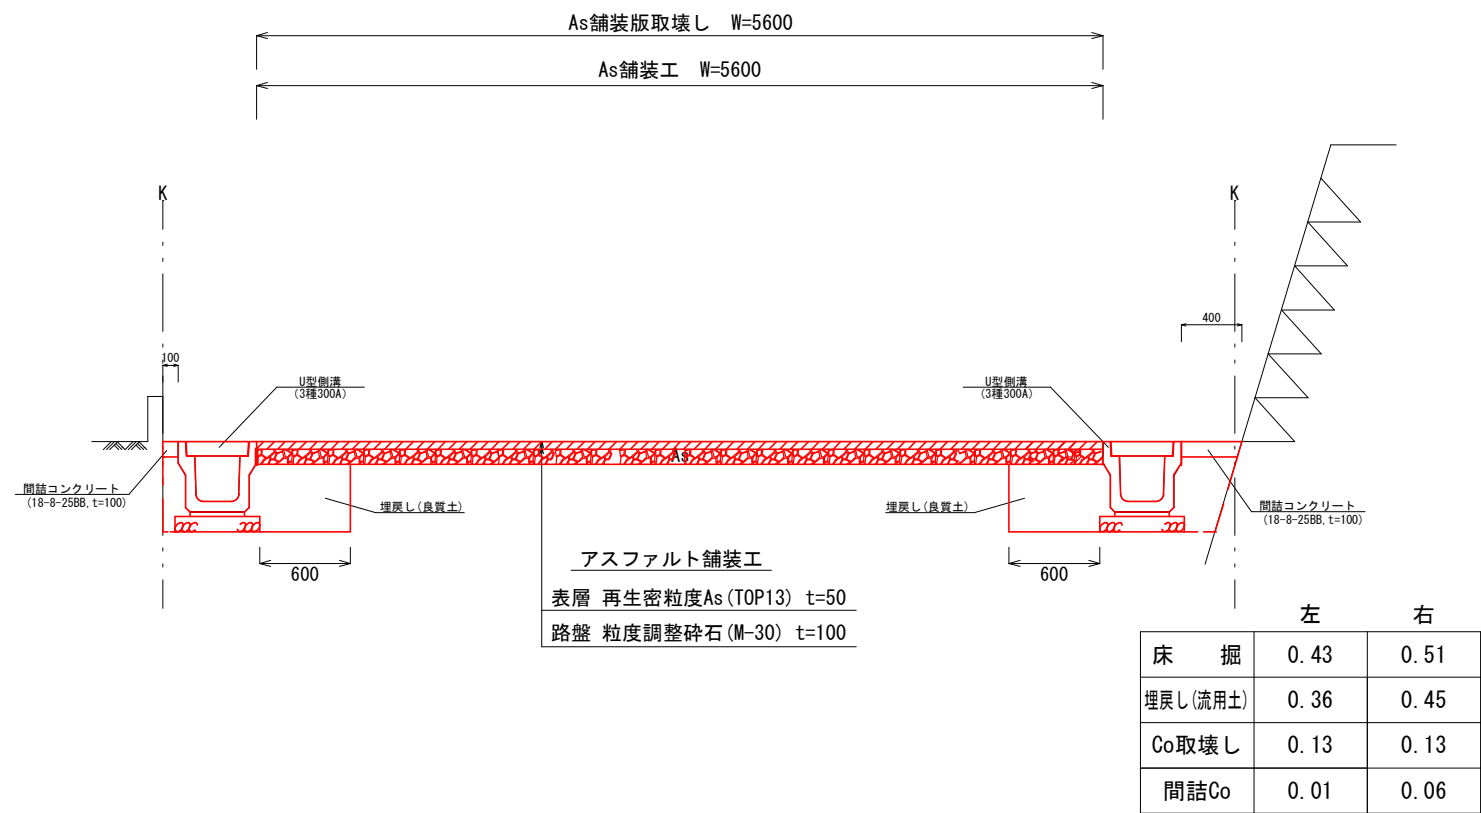 As舗装版取壊し W=5600
As舗装工 W=5600
K
K
400
100
U型側溝
(3種300A)
U型側溝
(3種300A)
As
間詰コンクリート
(18-8-25BB, t=100)
埋戻し(良質土)
埋戻し(良質土)
間詰コンクリート
(18-8-25BB, t=100)
600
600
アスファルト舗装工
表層 再生密粒度As(TOP13) t=50
路盤 粒度調整砕石(M-30) t=100
左 右
床 掘 0.43 0.51
埋戻し(流用土) 0.36 0.45
Co取壊し 0.13 0.13
間詰Co 0.01 0.06